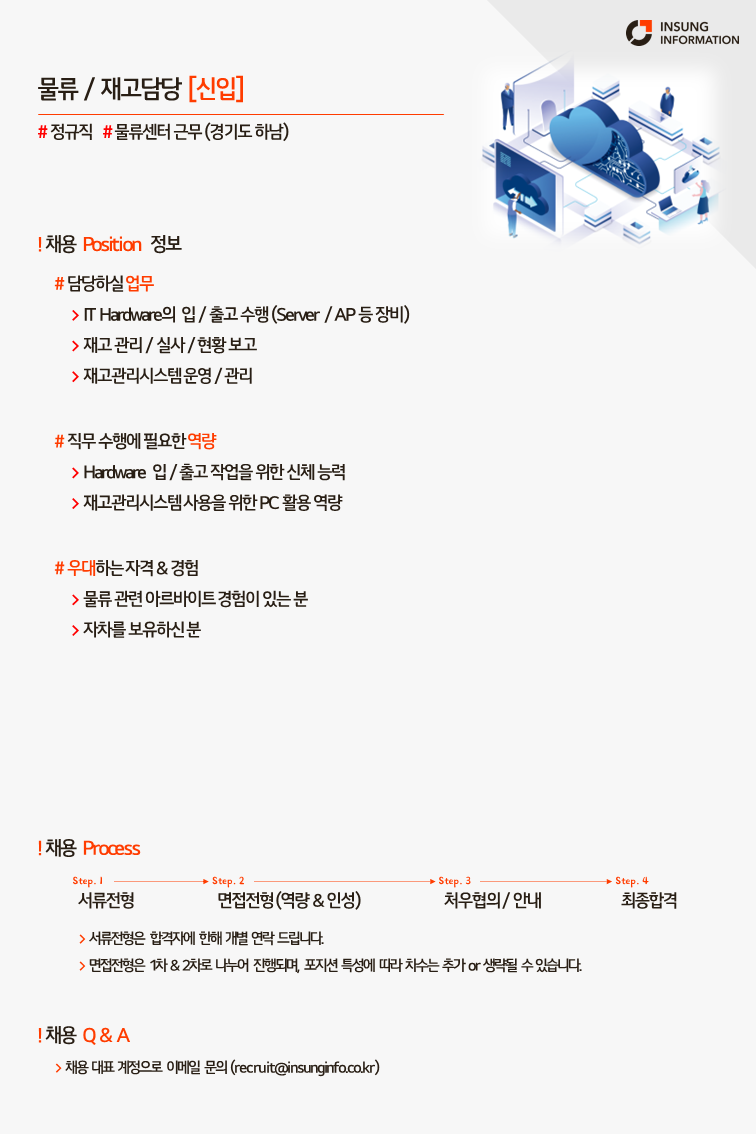 INSUNG
INFORMATION
물류 / 재고담당 [신입]
# 정규직 # 물류센터 근무 (경기도 하남)
! 채용 Position 정보
# 담당하실 업무
> IT Hardware의 입 / 출고 수행 (Server / AP 등 장비)
> 재고 관리 / 실사 / 현황 보고
> 재고관리시스템 운영 / 관리
# 직무 수행에 필요한 역량
> Hardware 입 / 출고 작업을 위한 신체 능력
> 재고관리시스템 사용을 위한 PC 활용 역량
# 우대하는 자격 & 경험
> 물류 관련 아르바이트 경험이 있는 분
> 자차를 보유하신 분
! 채용 Process
Step. 1 Step. 2 Step. 3 Step. 4
서류전형 면접전형 (역량 & 인성) 처우협의 / 안내 최종합격
> 서류전형은 합격자에 한해 개별 연락 드립니다.
> 면접전형은 1차 & 2차로 나누어 진행되며, 포지션 특성에 따라 차수는 추가 or 생략될 수 있습니다.
! 채용 Q & A
> 채용 대표 계정으로 이메일 문의 (recruit@insunginfo.co.kr)